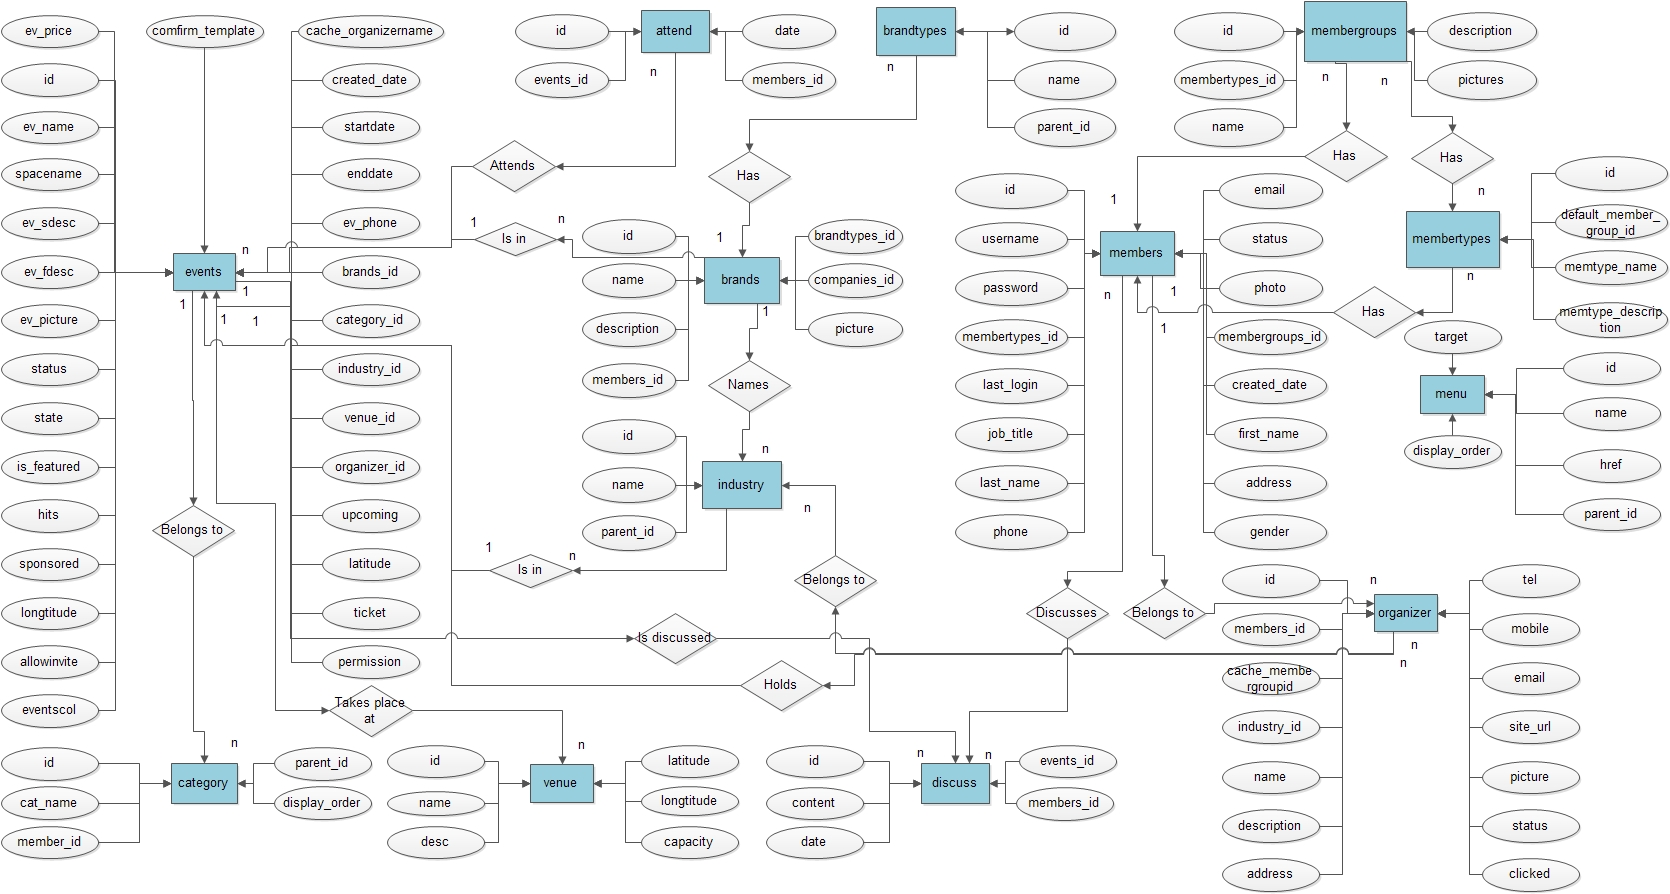 ev_price
comfirm_template
cache_organizername
id
attend
date
brandtypes
id
id
membergroups
description
id
created_date
events_id
n
members_id
n
name
membertypes_id
n
n
pictures
ev_name
startdate
parent_id
name
spacename
enddate
Attends
Has
Has
Has
id
id
email
n
1
ev_sdesc
ev_phone
1
n
default_member_
group_id
n
Is in
id
1
brandtypes_id
username
status
membertypes
events
members
ev_fdesc
brands_id
memtype_name
n
name
brands
companies_id
password
n
1
photo
1
1
1
1
1
Has
ev_picture
category_id
description
picture
1
memtype_descrip
tion
membertypes_id
membergroups_id
target
status
industry_id
members_id
Names
last_login
created_date
id
menu
name
state
venue_id
id
n
job_title
first_name
display_order
is_featured
organizer_id
name
industry
last_name
address
href
hits
upcoming
n
parent_id
Belongs to
parent_id
phone
gender
sponsored
latitude
1
Is in
n
Belongs to
id
n
tel
longtitude
ticket
Discusses
Belongs to
organizer
Is discussed
members_id
mobile
n
allowinvite
permission
n
Holds
cache_membe
rgroupid
email
eventscol
Takes place
at
industry_id
site_url
n
n
n
n
id
parent_id
id
latitude
id
events_id
category
venue
discuss
name
picture
cat_name
display_order
name
longtitude
content
members_id
member_id
desc
capacity
date
description
status
address
clicked